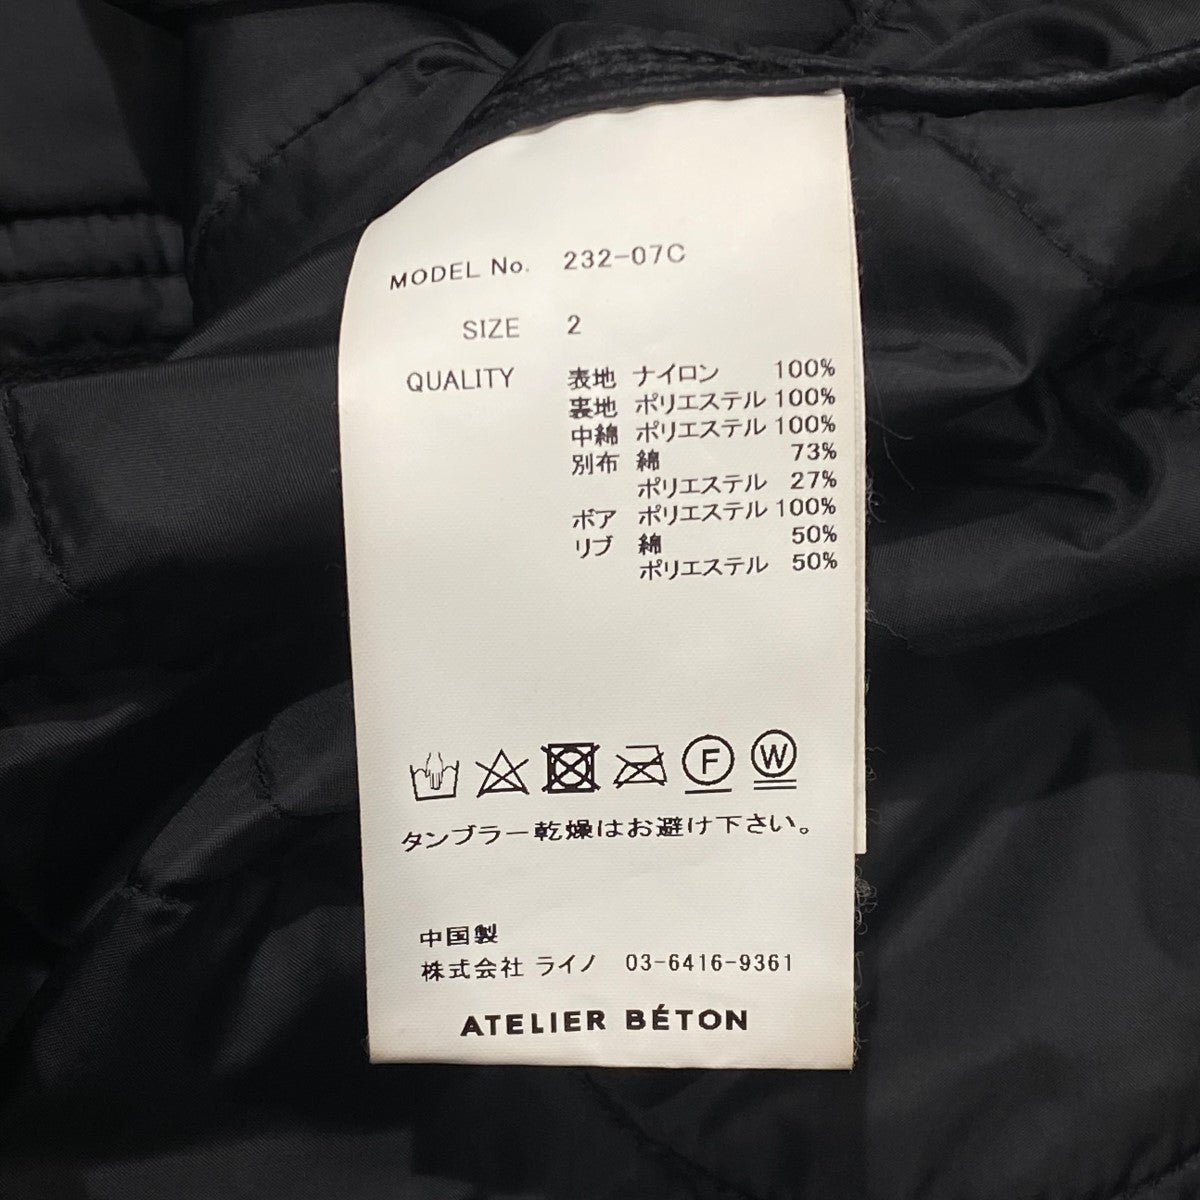 MODEL No. 232-07C
SIZE 2
QUALITY 表地 ナイロン 100%
裏地 ポリエステル 100%
中綿 ポリエステル 100%
別布 綿 73%
ポリエステル 27%
ボア ポリエステル 100%
リブ 綿 50%
ポリエステル 50%
F W
タンブラー乾燥はお避け下さい。
中国製
株式会社 ライノ 03-6416-9361
ATELIER BÉTON